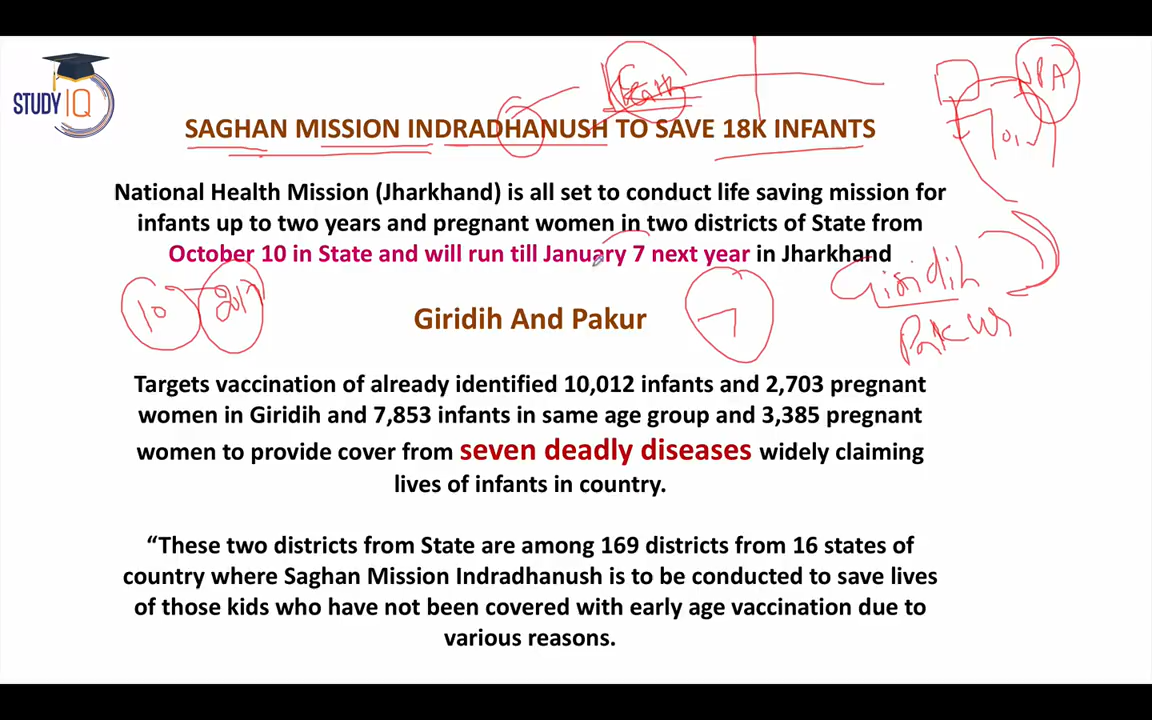 STUDY IQ
Health
SAGHAN MISSION INDRADHANUSH TO SAVE 18K INFANTS
National Health Mission (Jharkhand) is all set to conduct life saving mission for
infants up to two years and pregnant women in two districts of State from
October 10 in State and will run till January 7 next year in Jharkhand
Giridih
10 2017
Giridih And Pakur
7
Pakur
Targets vaccination of already identified 10,012 infants and 2,703 pregnant
women in Giridih and 7,853 infants in same age group and 3,385 pregnant
women to provide cover from seven deadly diseases widely claiming
lives of infants in country.
“These two districts from State are among 169 districts from 16 states of
country where Saghan Mission Indradhanush is to be conducted to save lives
of those kids who have not been covered with early age vaccination due to
various reasons.